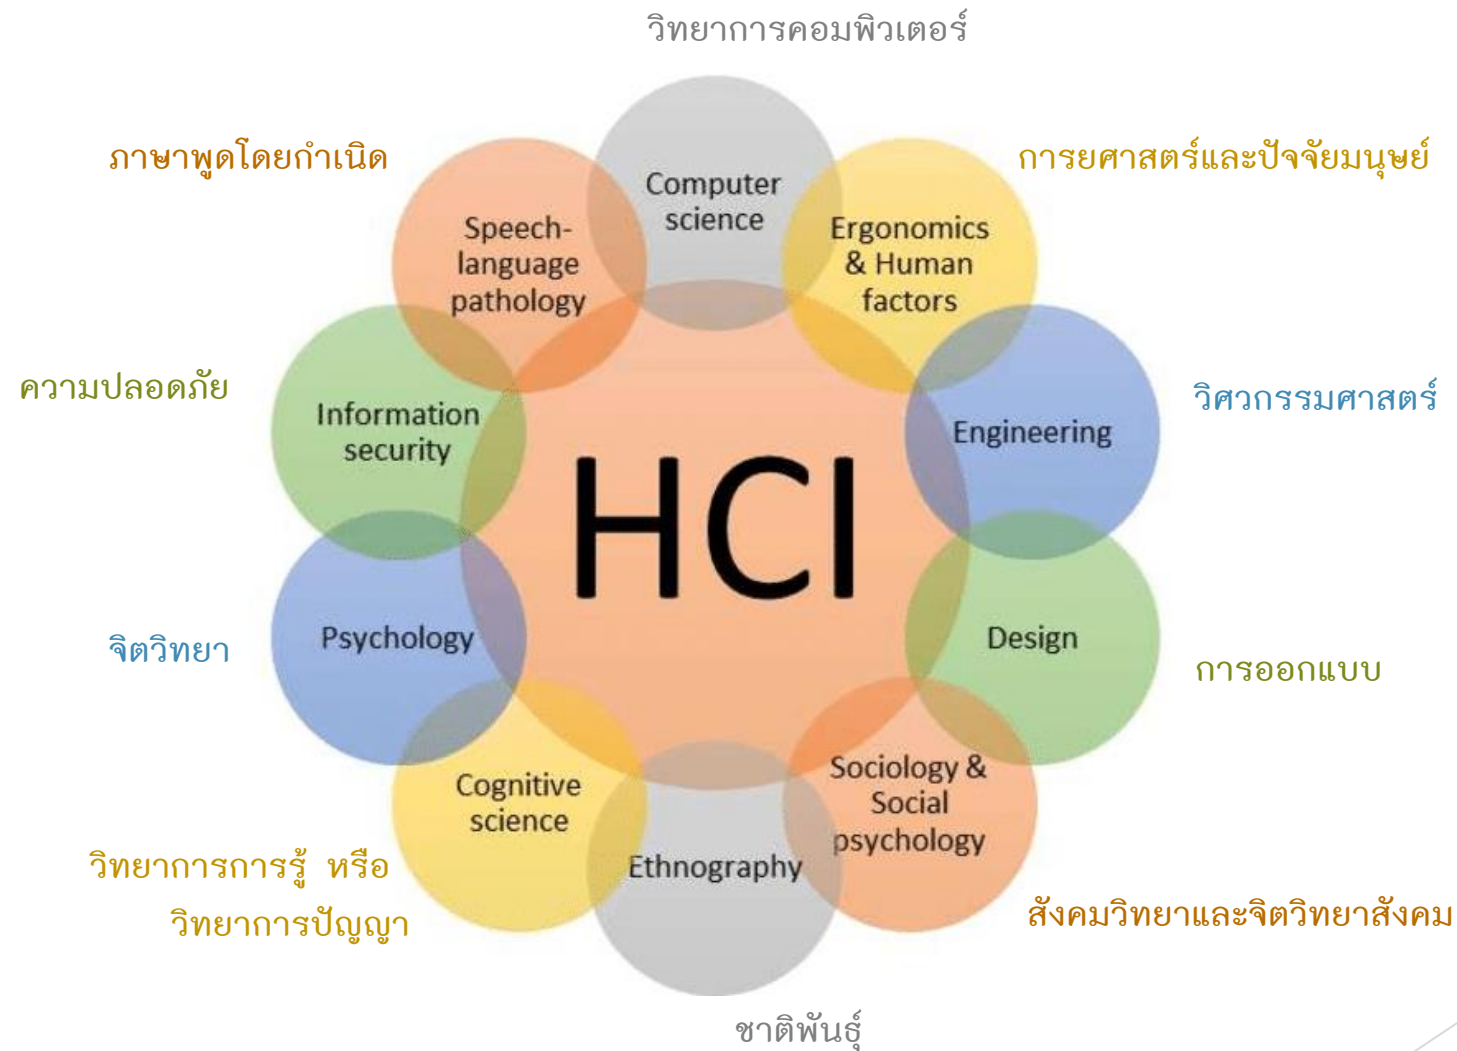 วิทยาการคอมพิวเตอร์
ภาษาพูดโดยกำเนิด
การยศาสตร์และปัจจัยมนุษย์
Computer
science
Speech-
language
pathology
Ergonomics
& Human
factors
ความปลอดภัย
วิศวกรรมศาสตร์
Information
security
Engineering
HCI
จิตวิทยา
Psychology
Design
การออกแบบ
Cognitive
science
Sociology &
Social
psychology
Ethnography
วิทยาการการรู้ หรือ
วิทยาการปัญญา
สังคมวิทยาและจิตวิทยาสังคม
ชาติพันธุ์